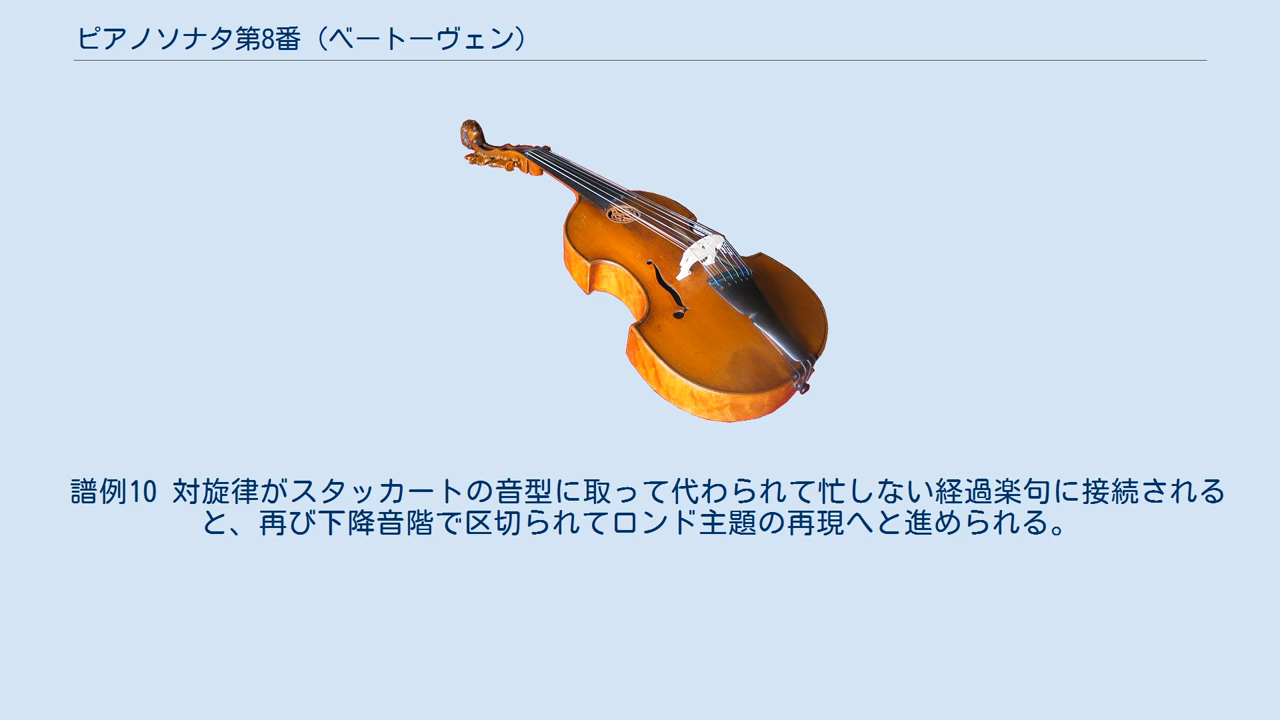 ピアノソナタ第8番（ベートーヴェン）
譜例10 対旋律がスタッカートの音型に取って代わられて忙しない経過楽句に接続される
と、再び下降音階で区切られてロンド主題の再現へと進められる。